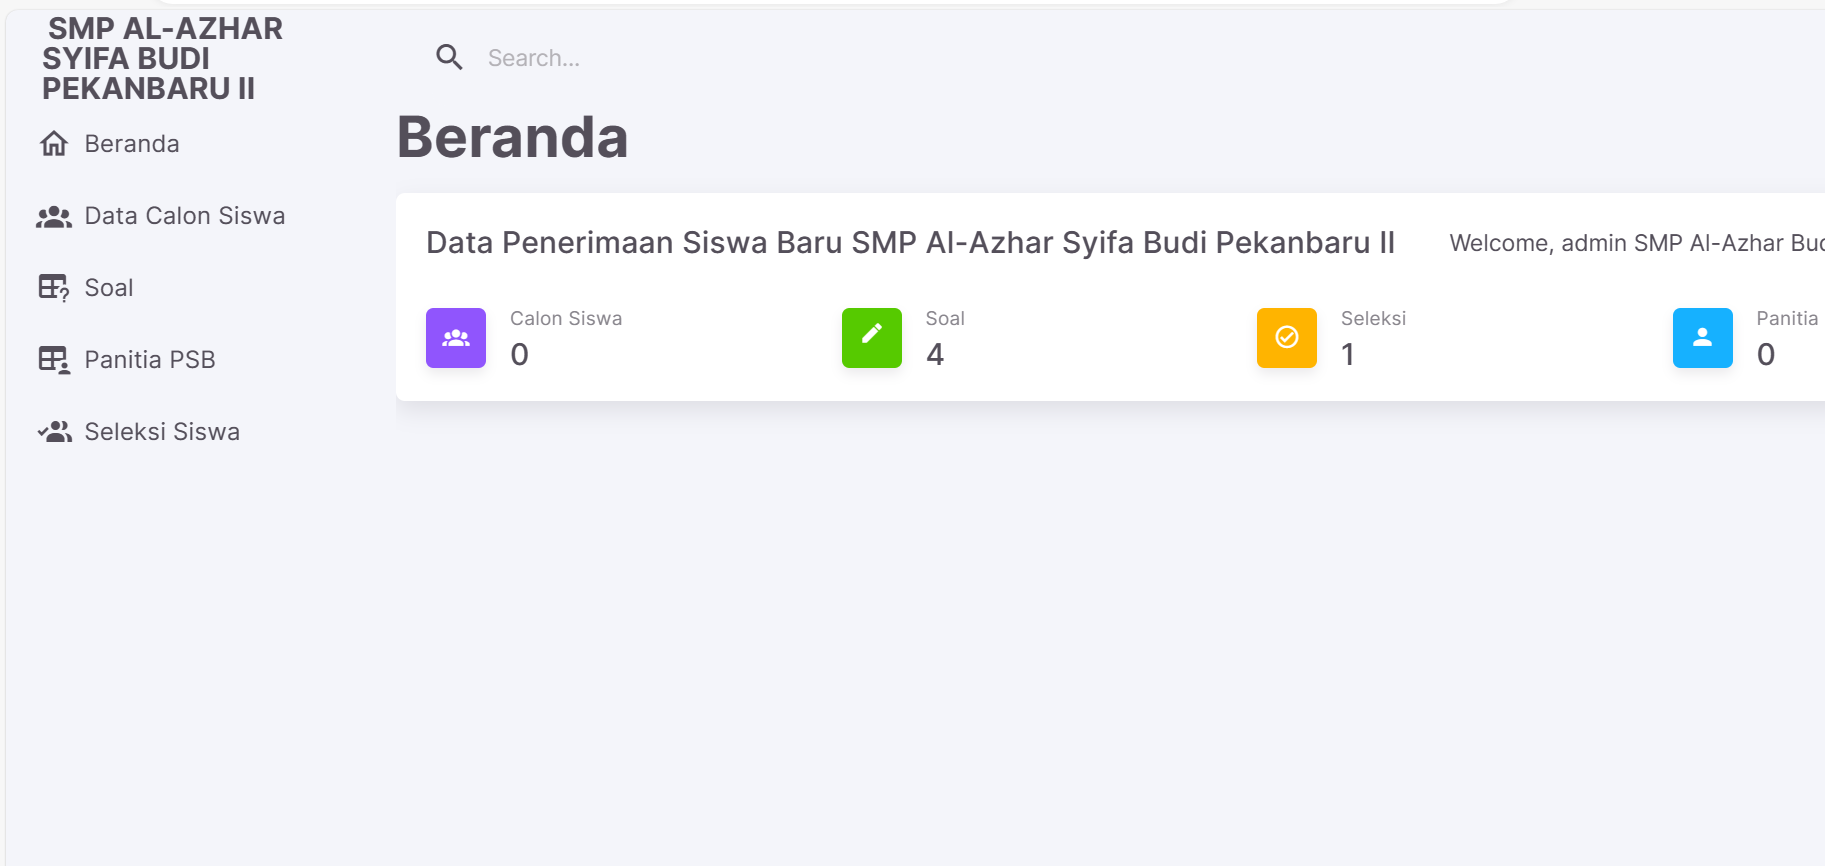 SMP AL-AZHAR
SYIFA BUDI
PEKANBARU II
Beranda
Data Calon Siswa
Soal
Panitia PSB
Seleksi Siswa
Search...
Beranda
Data Penerimaan Siswa Baru SMP Al-Azhar Syifa Budi Pekanbaru II
Welcome, admin SMP Al-Azhar
Calon Siswa
0
Soal
4
Seleksi
1
Panitia
0